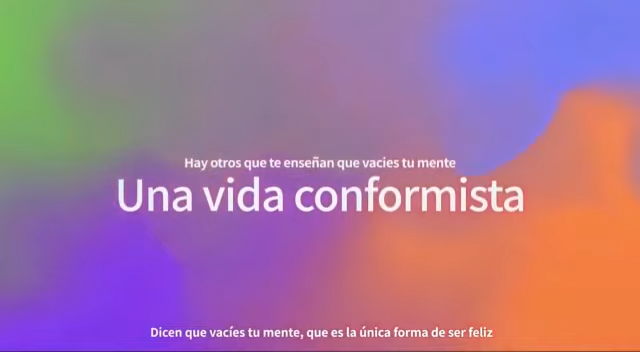 Hay otros que te enseñan que vacies tu mente
Una vida conformista
Dicen que vacíes tu mente, que es la única forma de ser feliz